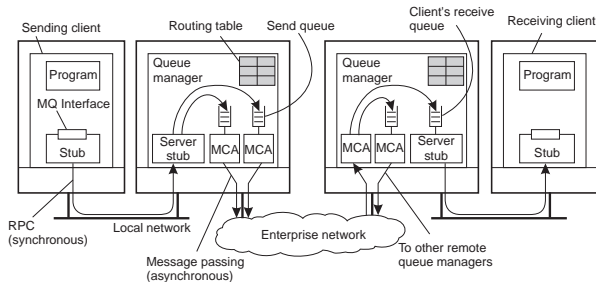 Sending client
Routing table
Send queue
Client's receive
queue
Receiving client
Program
MQ Interface
Stub
Queue
manager
Server
stub
MCA
MCA
Queue
manager
MCA
MCA
Server
stub
Program
Stub
RPC
(synchronous)
Local network
Message passing
(asynchronous)
Enterprise network
To other remote
queue managers